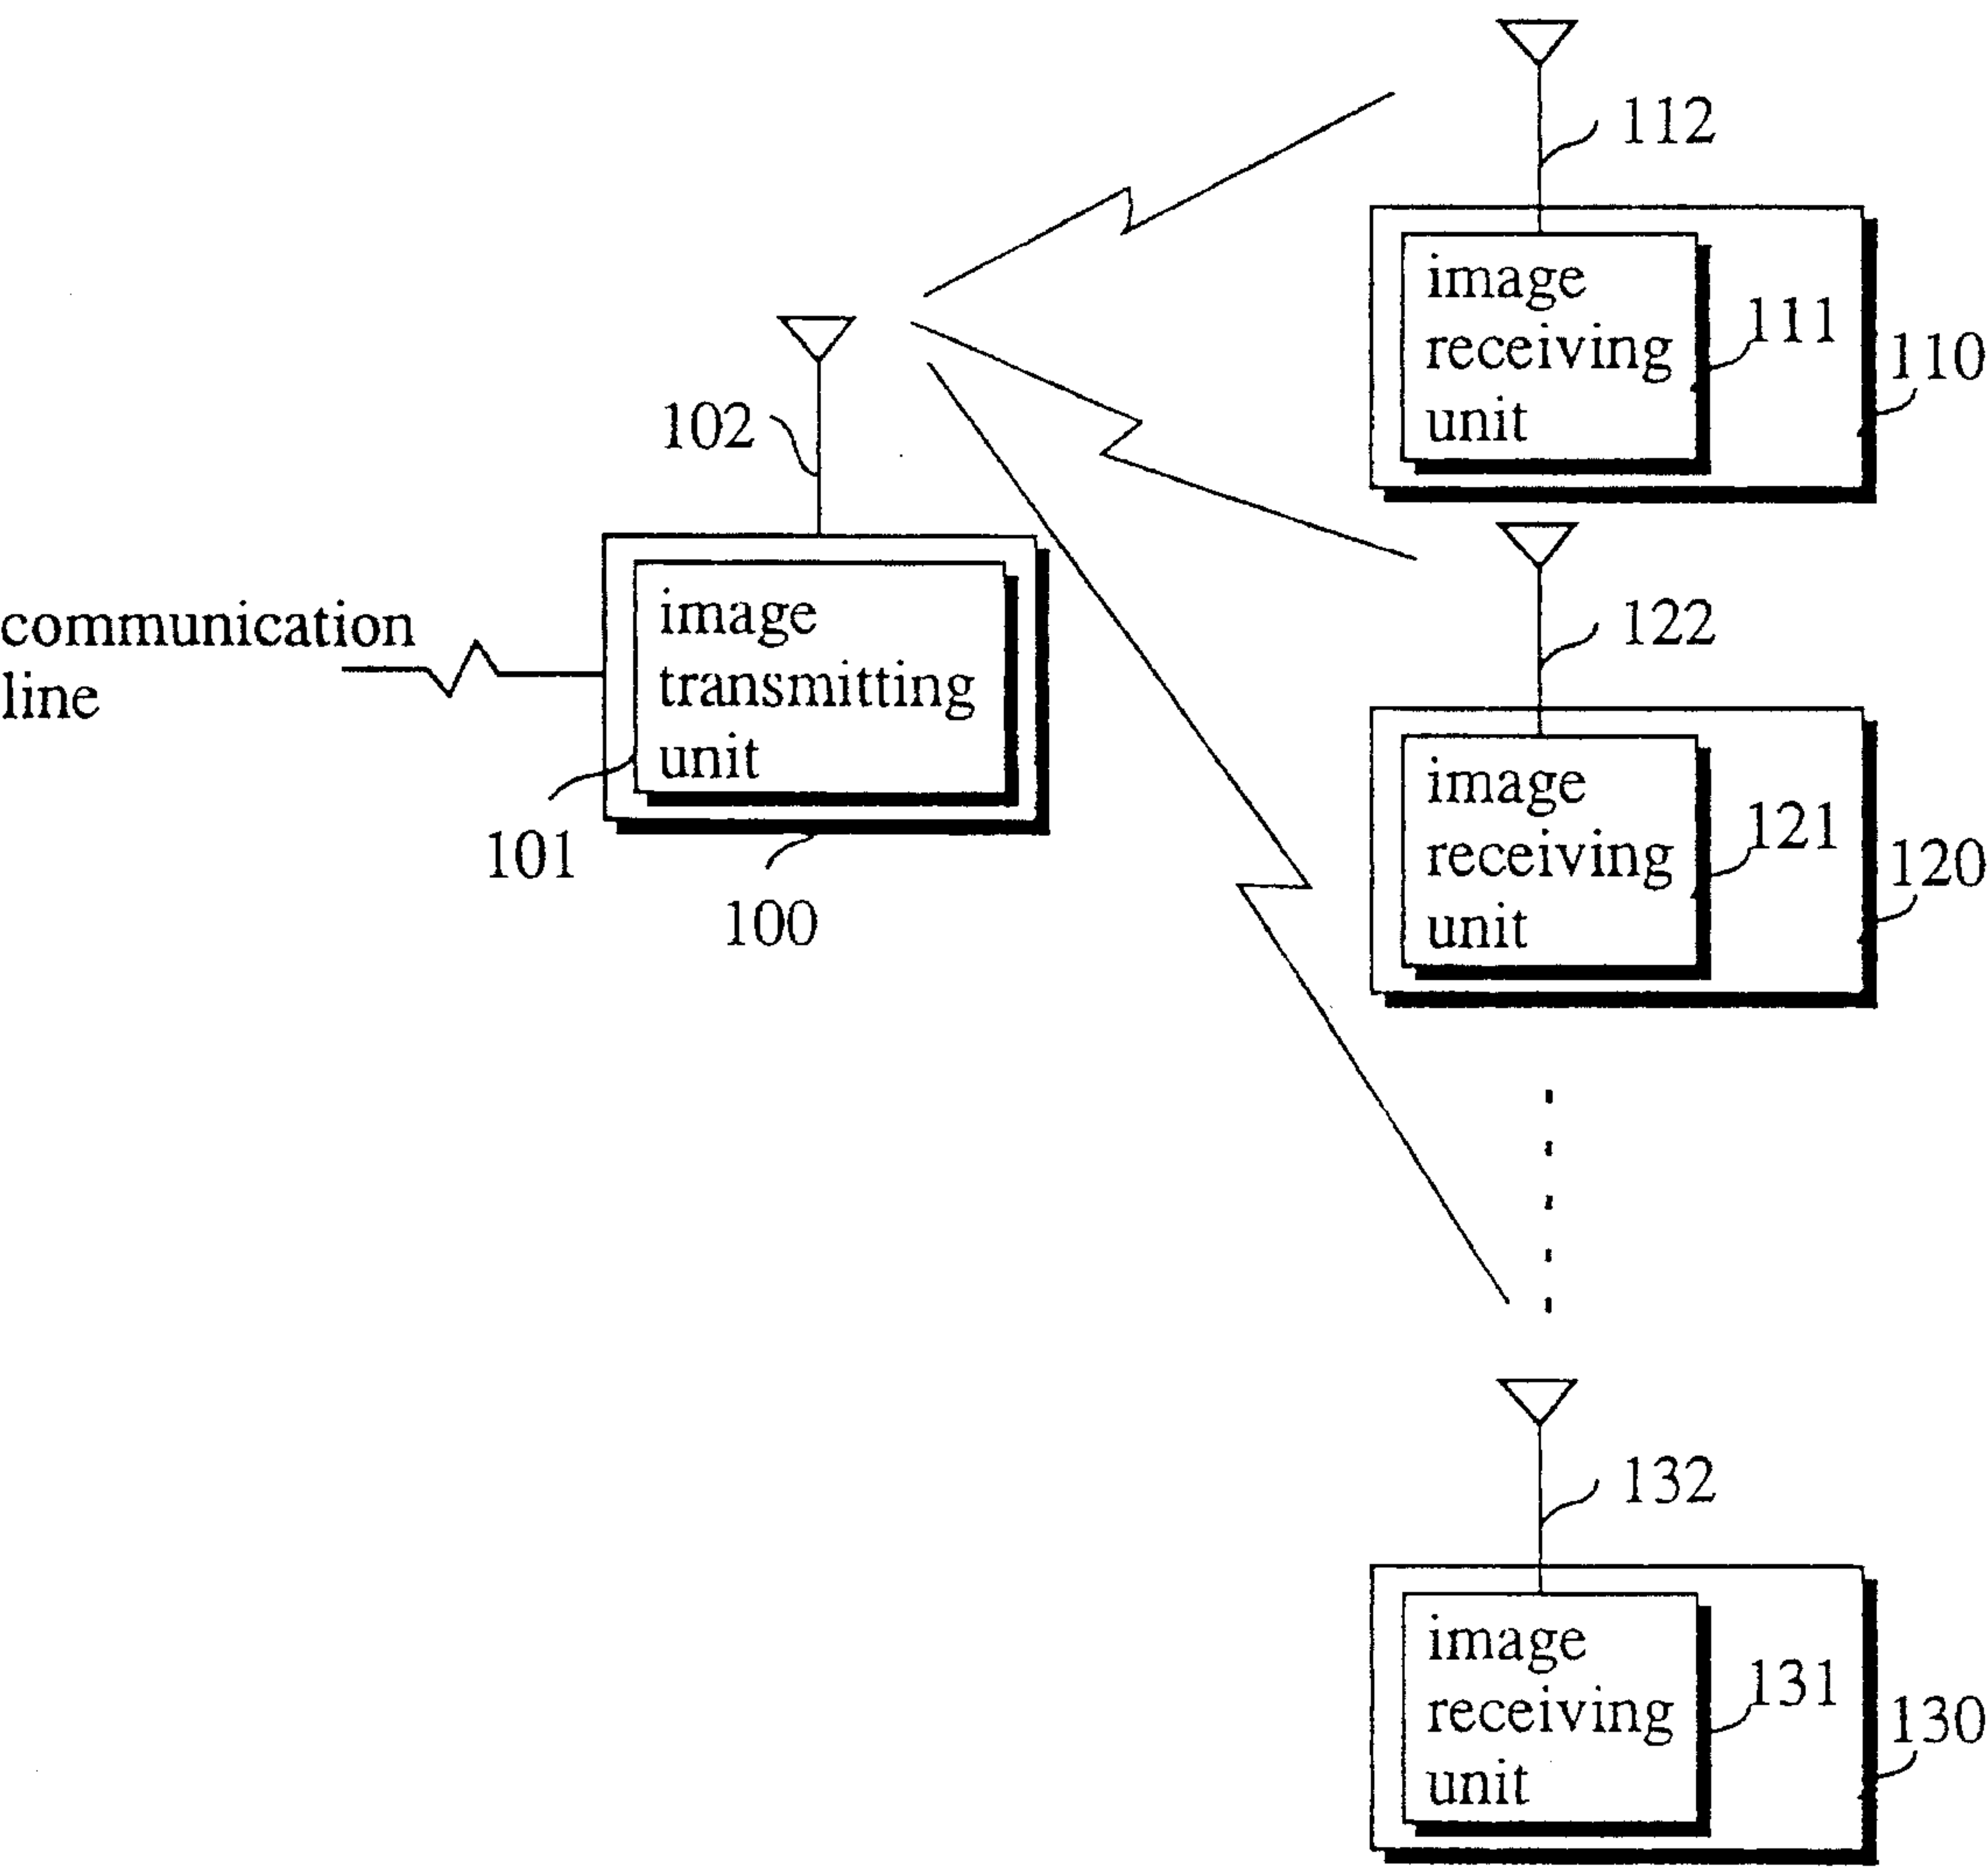 112
image
receiving
unit
111
110
102
communication
line
image
transmitting
unit
101
100
122
image
receiving
unit
121
120
132
image
receiving
unit
131
130